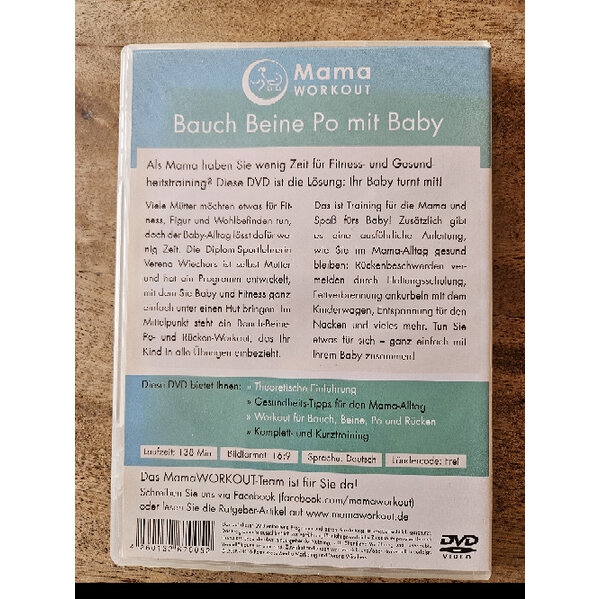 Mama
WORKOUT
Bauch Beine Po mit Baby
Als Mama haben Sie wenig Zeit für Fitness- und Gesund-
heitstraining? Diese DVD ist die Lösung: Ihr Baby turnt mit!
Viele Mütter möchten etwas für Fit-
ness, Figur und Wohlbefinden tun,
doch der Baby-Alltag lässt dafür we-
nig Zeit. Die Diplom-Sportlehrerin
Verena Wiechers ist selbst Mutter
und hat ein Programm entwickelt,
mit dem Sie Baby und Fitness ganz
einfach unter einen Hut bringen. Im
Mittelpunkt steht ein Bauch-Beine-
Po- und Rücken-Workout, das Ihr
Kind in alle Übungen einbezieht.
Das ist Training für die Mama und
Spaß fürs Baby! Zusätzlich gibt
es eine ausführliche Anleitung,
wie Sie im Mama-Alltag gesund
bleiben: Rückenbeschwerden ver-
meiden durch Haltungsschulung,
Fettverbrennung ankurbeln mit dem
Kinderwagen, Entspannung für den
Nacken und vieles mehr. Tun Sie
etwas für sich – ganz einfach mit
Ihrem Baby zusammen!
Diese DVD bietet Ihnen: » Theoretische Einführung
» Gesundheits-Tipps für den Mama-Alltag
» Workout für Bauch, Beine, Po und Rücken
» Komplett- und Kurztraining
Laufzeit: 138 Min Bildformat: 16:9 Sprache: Deutsch Ländercode: frei
Das MamaWORKOUT-Team ist für Sie da!
Schreiben Sie uns via Facebook (facebook.com/mamaworkout)
oder lesen Sie die Ratgeber-Artikel auf www.mamaworkout.de
DVD
VIDEO